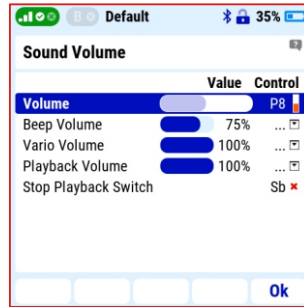 B Default 35%
Sound Volume
Value Control
Volume P8
Beep Volume 75% ...
Vario Volume 100% ...
Playback Volume 100% ...
Stop Playback Switch Sb
Ok